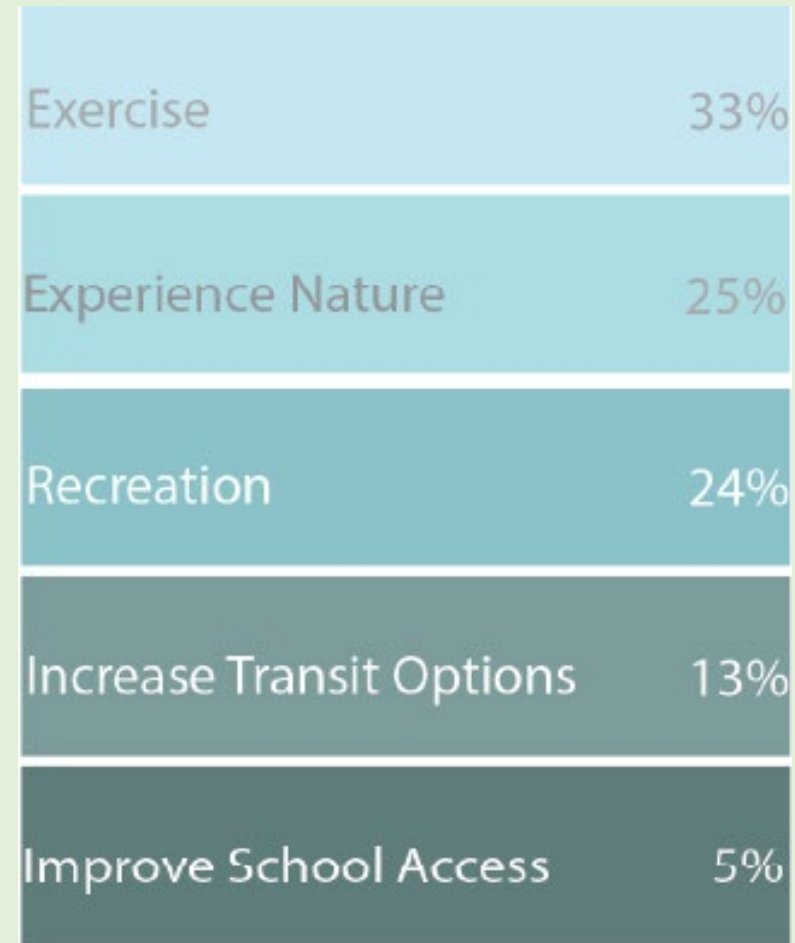 Exercise 33%
Experience Nature 25%
Recreation 24%
Increase Transit Options 13%
Improve School Access 5%